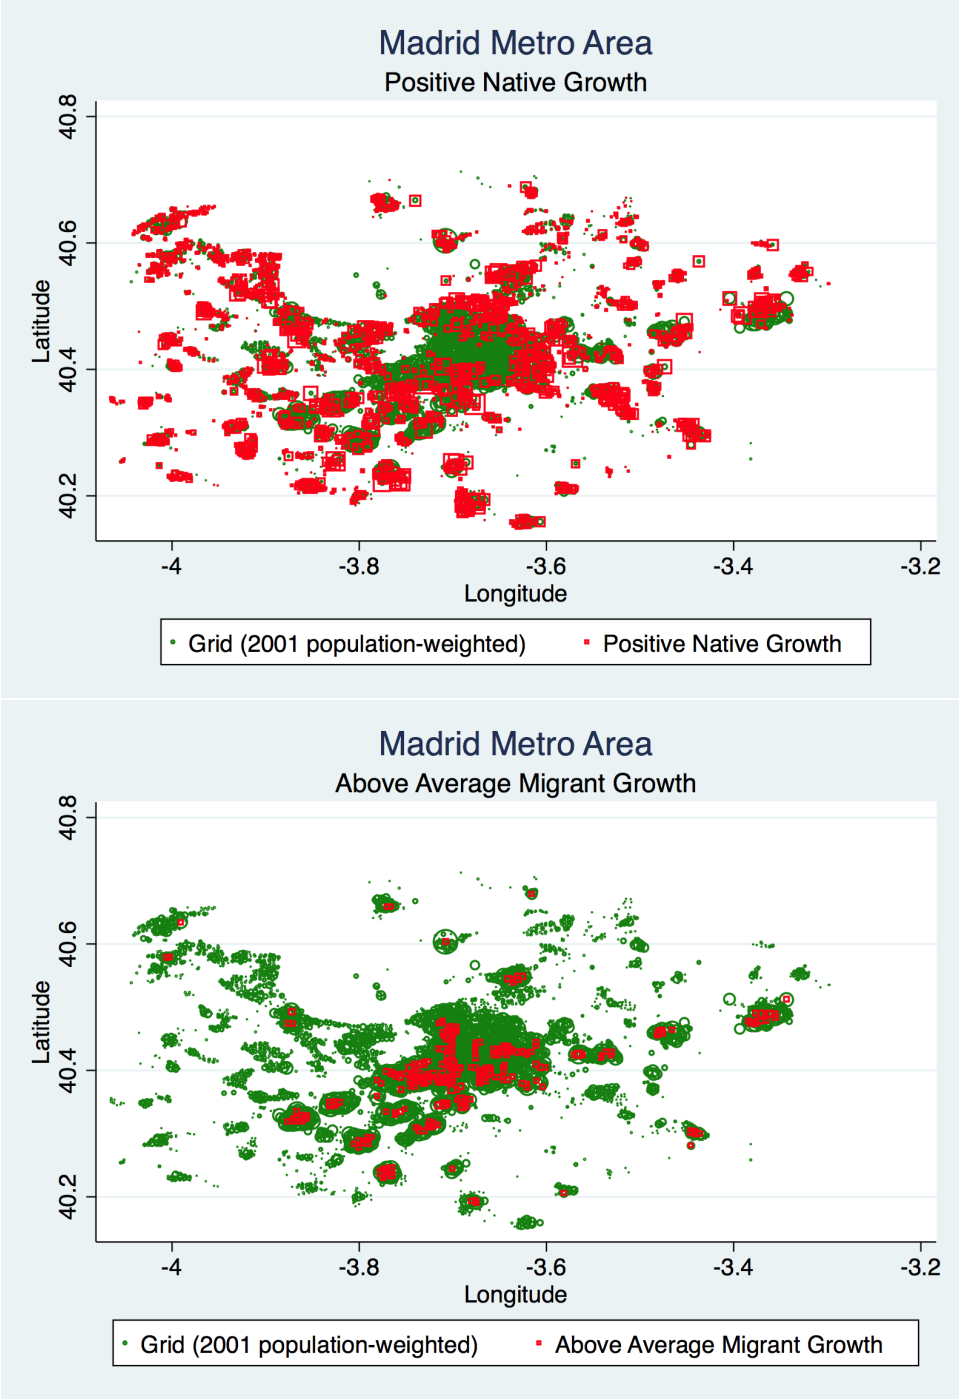 Madrid Metro Area
Positive Native Growth
40.8
40.6
40.4
40.2
Latitude
-4 -3.8 -3.6 -3.4 -3.2
Longitude
Grid (2001 population-weighted) Positive Native Growth
Madrid Metro Area
Above Average Migrant Growth
40.8
40.6
40.4
40.2
Latitude
-4 -3.8 -3.6 -3.4 -3.2
Longitude
Grid (2001 population-weighted) Above Average Migrant Growth